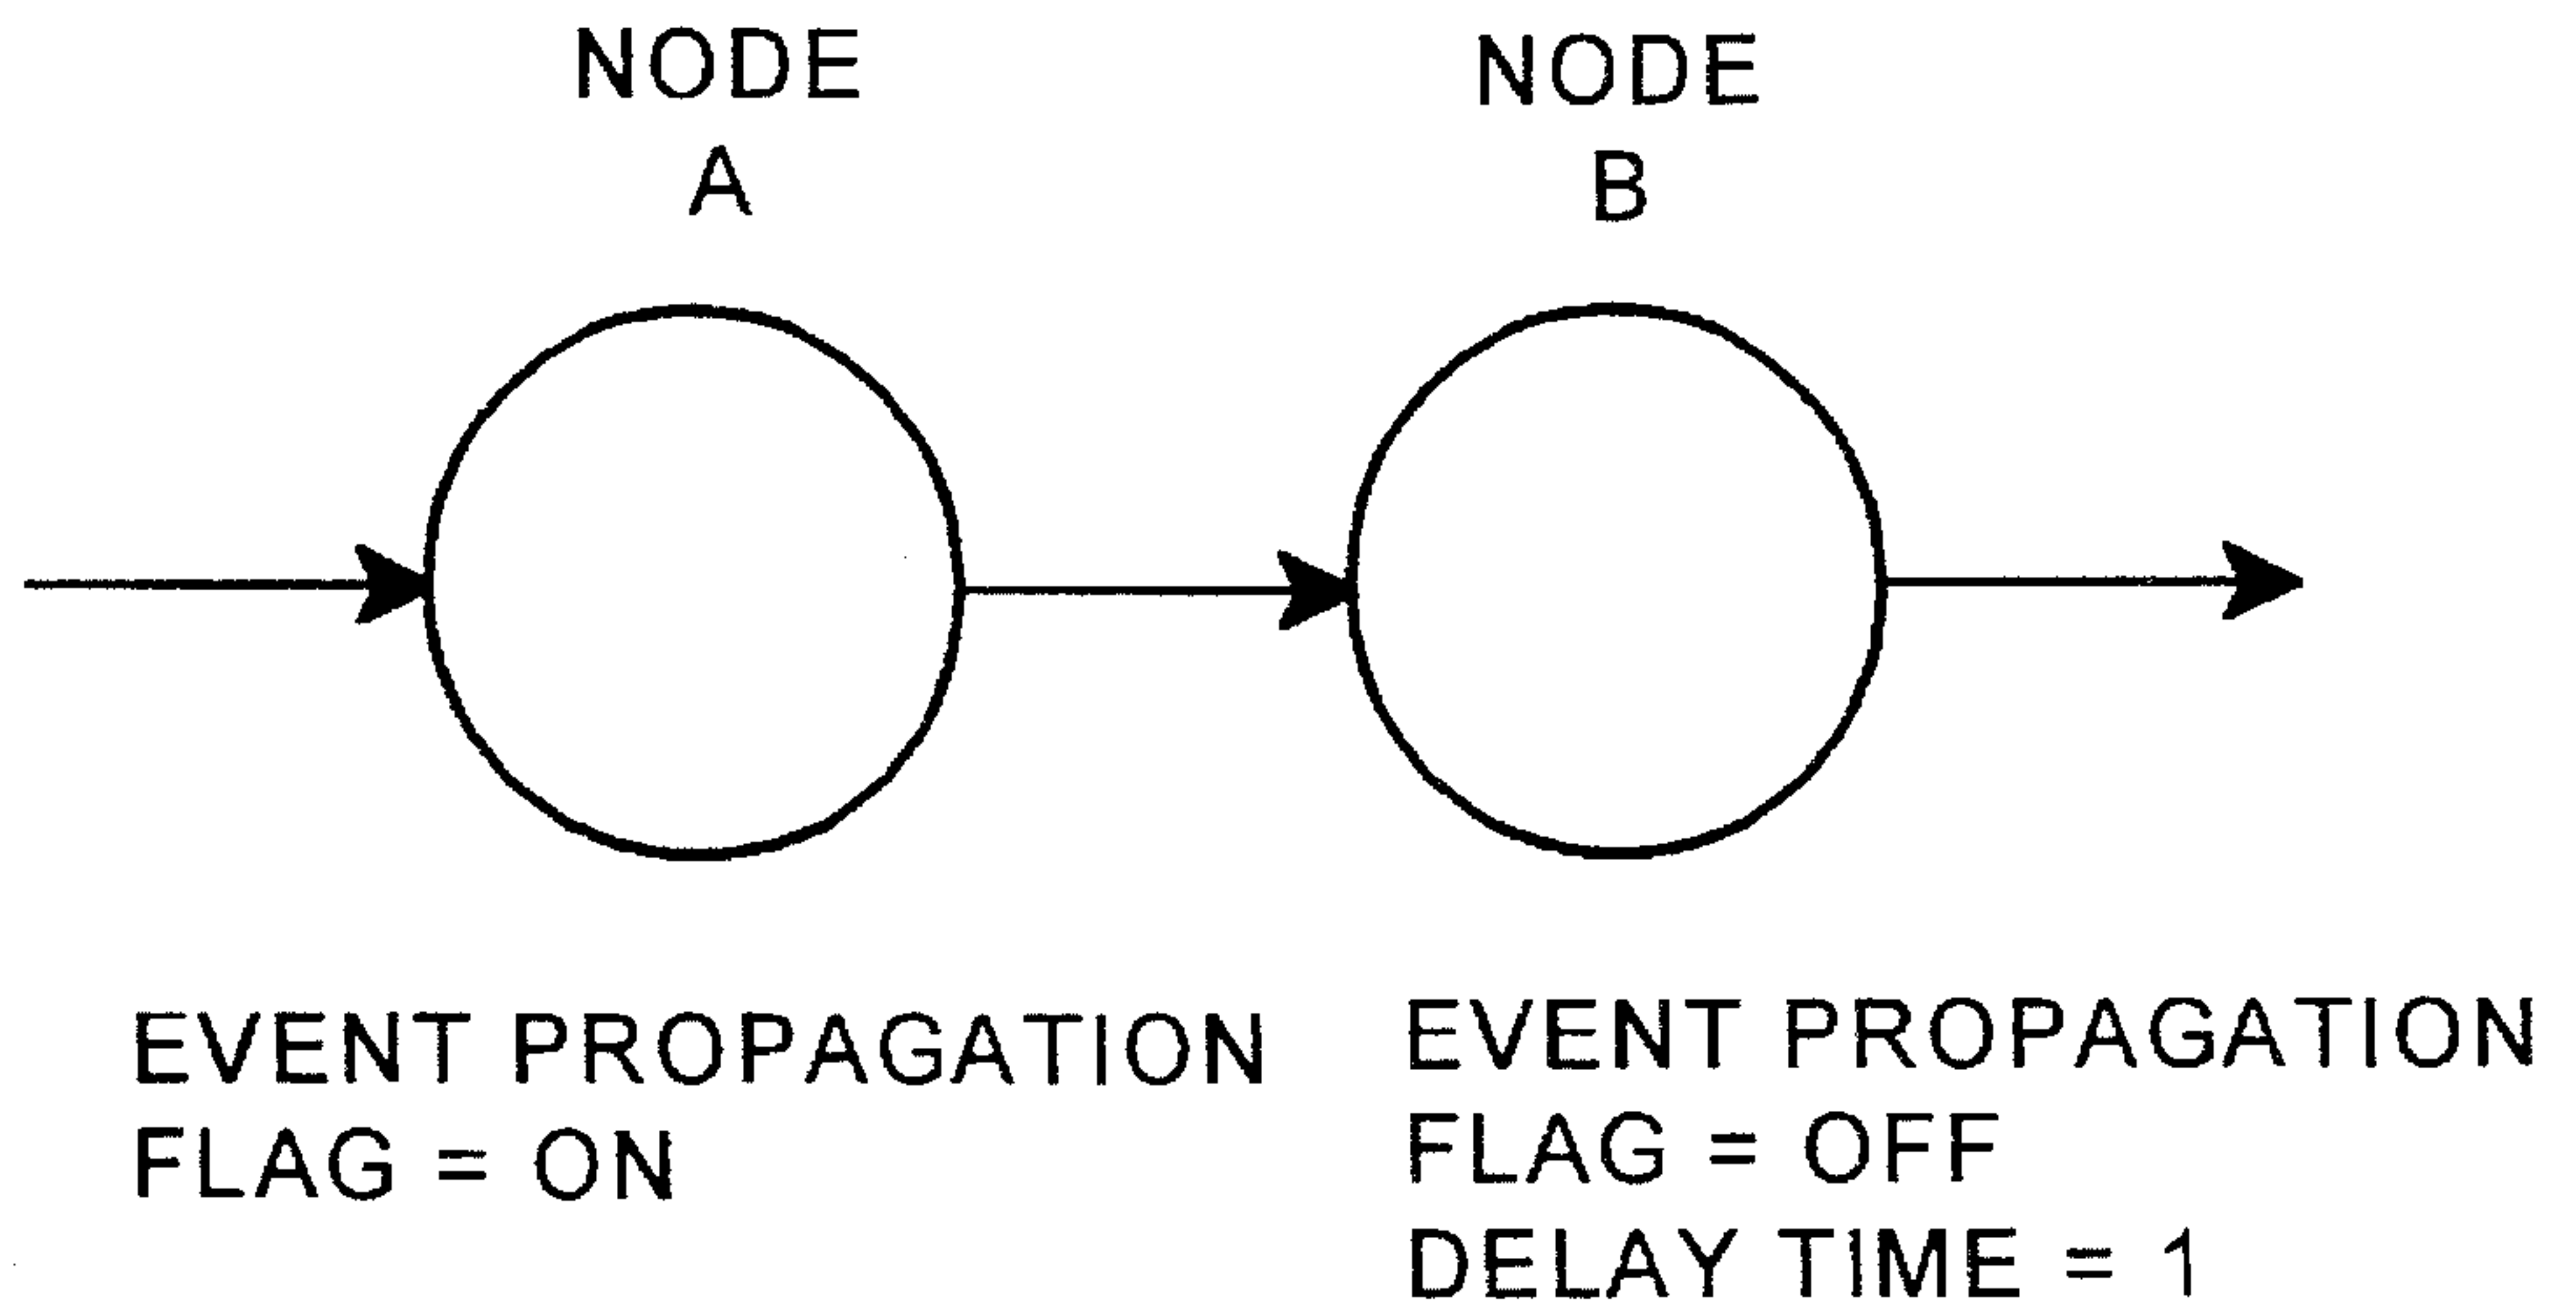 NODE
A
NODE
B
EVENT PROPAGATION
FLAG = ON
EVENT PROPAGATION
FLAG = OFF
DELAY TIME = 1